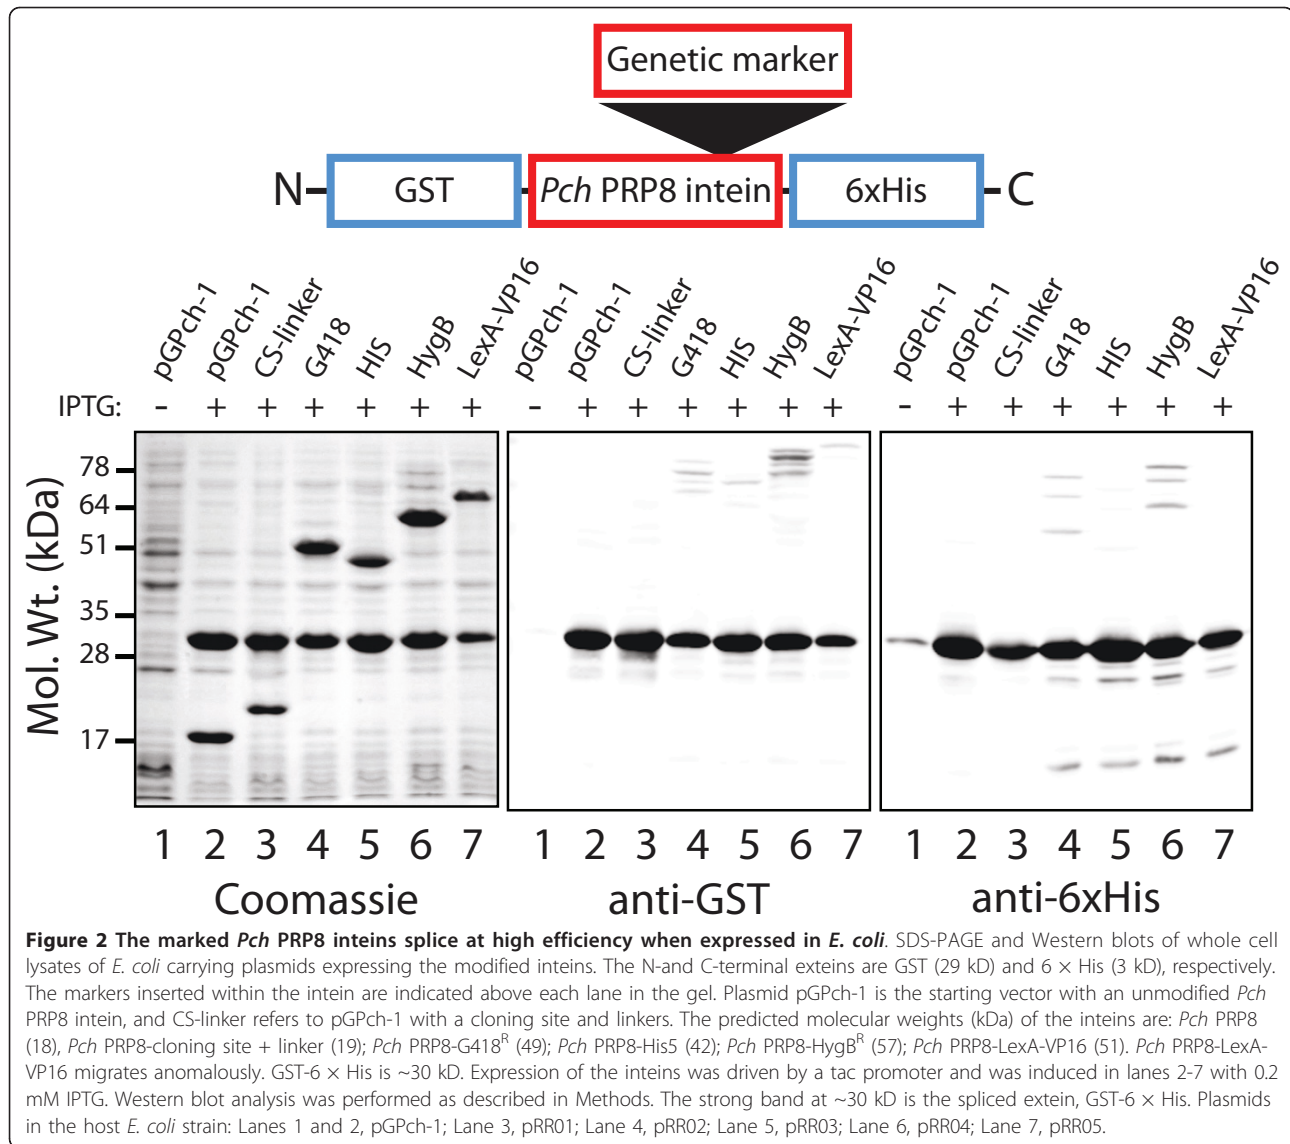 Genetic marker
N GST Pch PRP8 intein 6xHis C
pGPch-1 pGPch-1 CS-linker G418 HIS HygB LexA-VP16 pGPch-1 pGPch-1 CS-linker G418 HIS HygB LexA-VP16 pGPch-1 pGPch-1 CS-linker G418 HIS HygB LexA-VP16
IPTG: - + + + + + + - + + + + + + - + + + + + +
Mol. Wt. (kDa)
78
64
51
35
28
17
1 2 3 4 5 6 7 1 2 3 4 5 6 7 1 2 3 4 5 6 7
Coomassie anti-GST anti-6xHis
Figure 2 The marked Pch PRP8 inteins splice at high efficiency when expressed in E. coli. SDS-PAGE and Western blots of whole cell
lysates of E. coli carrying plasmids expressing the modified inteins. The N-and C-terminal exteins are GST (29 kD) and 6 × His (3 kD), respectively.
The markers inserted within the intein are indicated above each lane in the gel. Plasmid pGPch-1 is the starting vector with an unmodified Pch
PRP8 intein, and CS-linker refers to pGPch-1 with a cloning site and linkers. The predicted molecular weights (kDa) of the inteins are: Pch PRP8
(18), Pch PRP8-cloning site + linker (19); Pch PRP8-G418ᴿ (49); Pch PRP8-His5 (42); Pch PRP8-HygBᴿ (57); Pch PRP8-LexA-VP16 (51). Pch PRP8-LexA-
VP16 migrates anomalously. GST-6 × His is ~30 kD. Expression of the inteins was driven by a tac promoter and was induced in lanes 2-7 with 0.2
mM IPTG. Western blot analysis was performed as described in Methods. The strong band at ~30 kD is the spliced extein, GST-6 × His. Plasmids
in the host E. coli strain: Lanes 1 and 2, pGPch-1; Lane 3, pRR01; Lane 4, pRR02; Lane 5, pRR03; Lane 6, pRR04; Lane 7, pRR05.